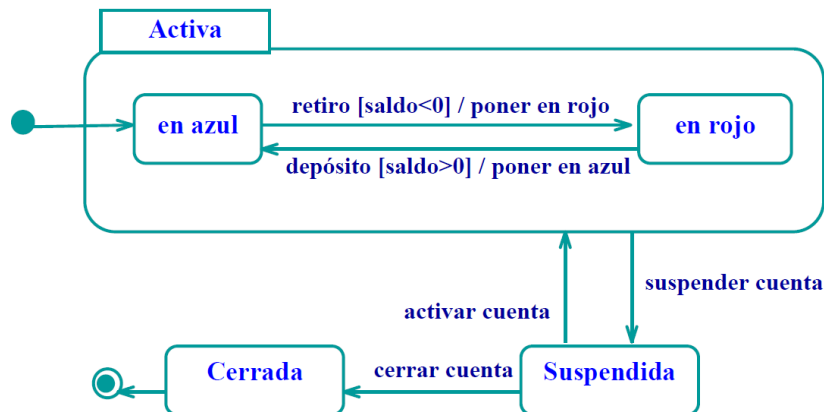 Activa
en azul
retiro [saldo<0] / poner en rojo
en rojo
depósito [saldo>0] / poner en azul
suspender cuenta
activar cuenta
Cerrada
cerrar cuenta
Suspendida